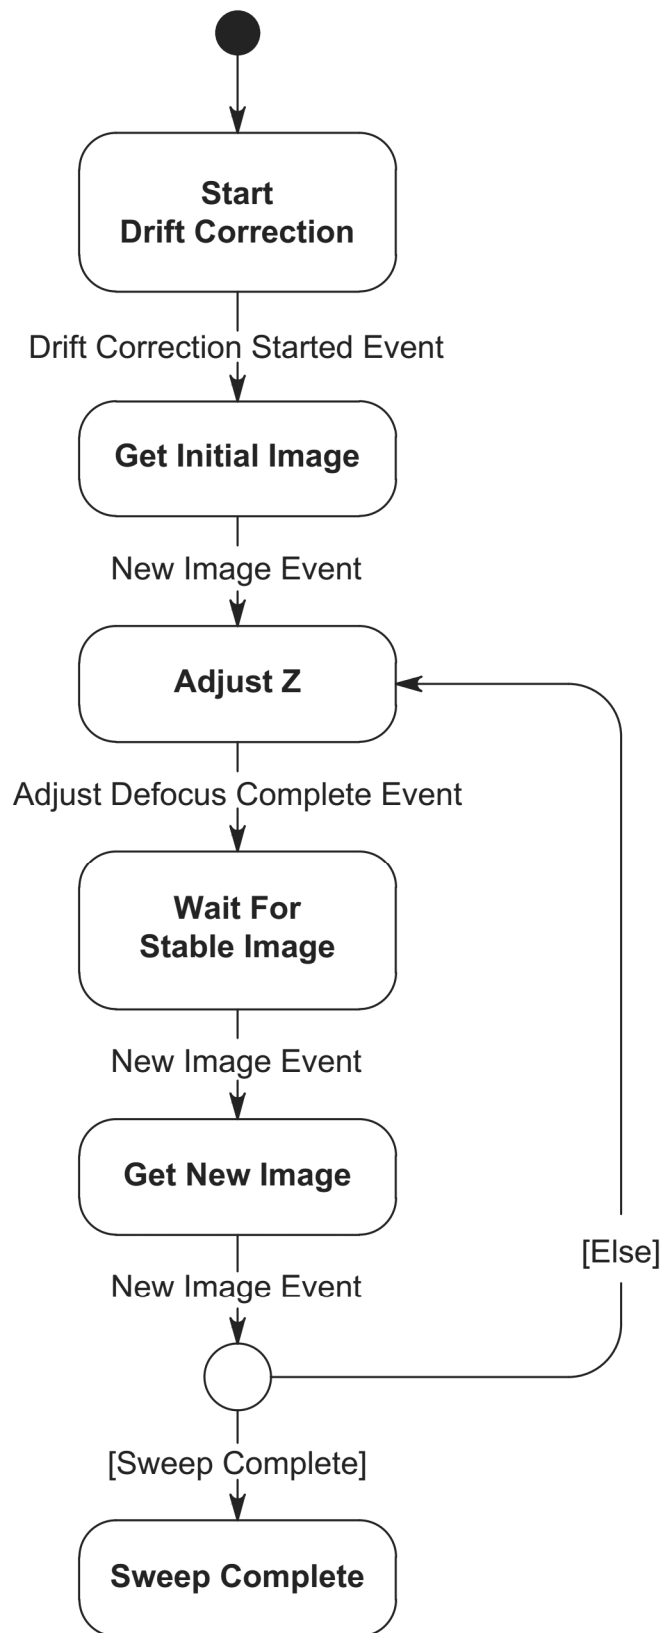 Start
Drift Correction
Drift Correction Started Event
Get Initial Image
New Image Event
Adjust Z
Adjust Defocus Complete Event
Wait For
Stable Image
New Image Event
Get New Image
[Else]
New Image Event
[Sweep Complete]
Sweep Complete